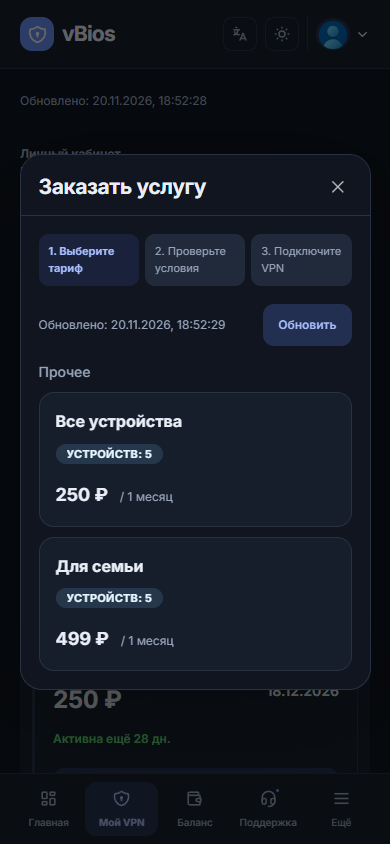 vBios
Обновлено: 20.11.2026, 18:52:28
Личный кабинет
Заказать услугу
1. Выберите тариф
2. Проверьте условия
3. Подключите VPN
Обновлено: 20.11.2026, 18:52:29
Обновить
Прочее
Все устройства
УСТРОЙСТВ: 5
250 ₽ / 1 месяц
Для семьи
УСТРОЙСТВ: 5
499 ₽ / 1 месяц
250 ₽
18.12.2026
Активна ещё 28 дн.
Главная
Мой VPN
Баланс
Поддержка
Ещё